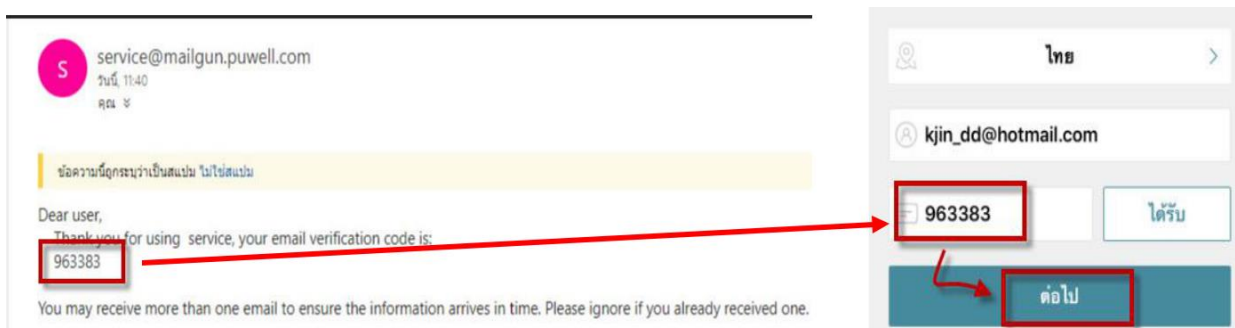 S
service@mailgun.puwell.com
วันนี้, 11:40
คุณ
ข้อความนี้ถูกระบุว่าเป็นสแปม ไม่ใช่สแปม
Dear user,
Thank you for using service, your email verification code is:
963383
You may receive more than one email to ensure the information arrives in time. Please ignore if you already received one.
ไทย
kjin_dd@hotmail.com
963383
ได้รับ
ต่อไป